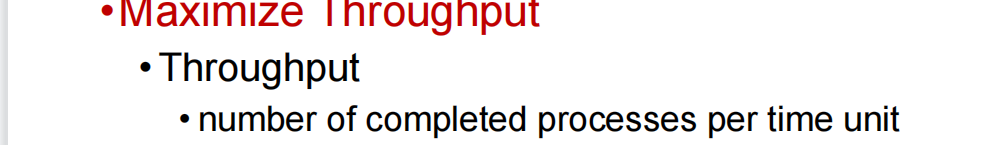 •Maximize Throughput
• Throughput
• number of completed processes per time unit